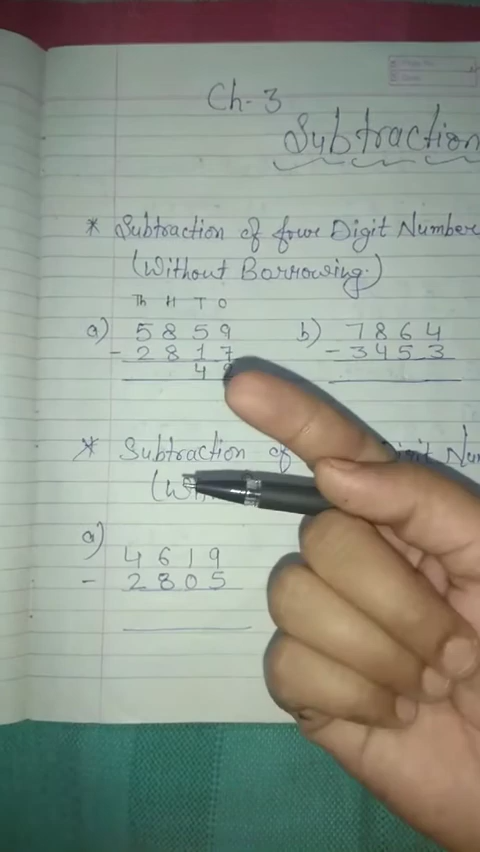 Ch-3
Subtraction
* Subtraction of four Digit Number
(Without Borrowing.)
Th H T O
a) 5 8 5 9
- 2 8 1 7
4 2
b) 7 8 6 4
- 3 4 5 3
* Subtraction of Digit
a)
4 6 1 9
- 2 8 0 5